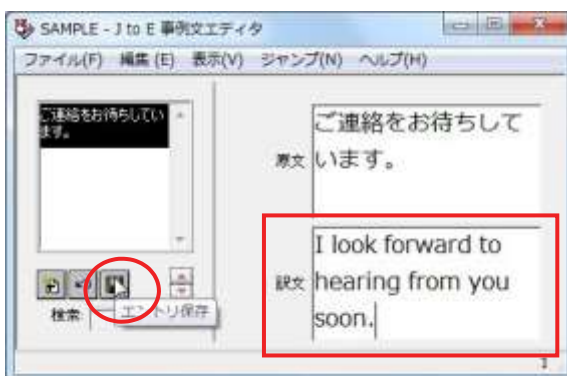 SAMPLE - J to E 事例文エディタ
ファイル(F) 編集(E) 表示(V) ジャンプ(N) ヘルプ(H)
ご連絡をお待ちしてい
ます。
原文
ご連絡をお待ちして
います。
訳文
I look forward to
hearing from you
soon.
検索
エントリ保存
1